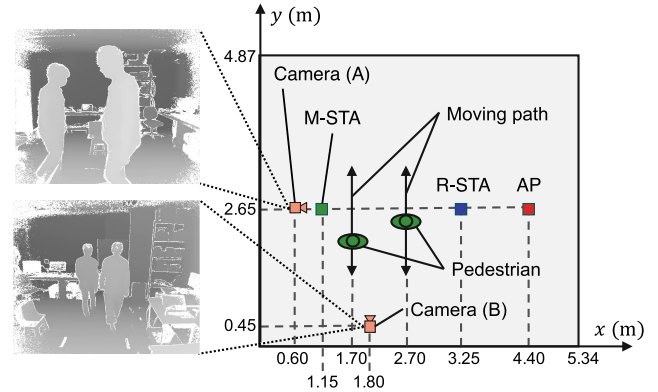 y (m)
4.87
Camera (A)
M-STA
Moving path
R-STA
AP
2.65
Pedestrian
Camera (B)
0.45
x (m)
0.60
1.70
2.70
3.25
4.40
5.34
1.15
1.80